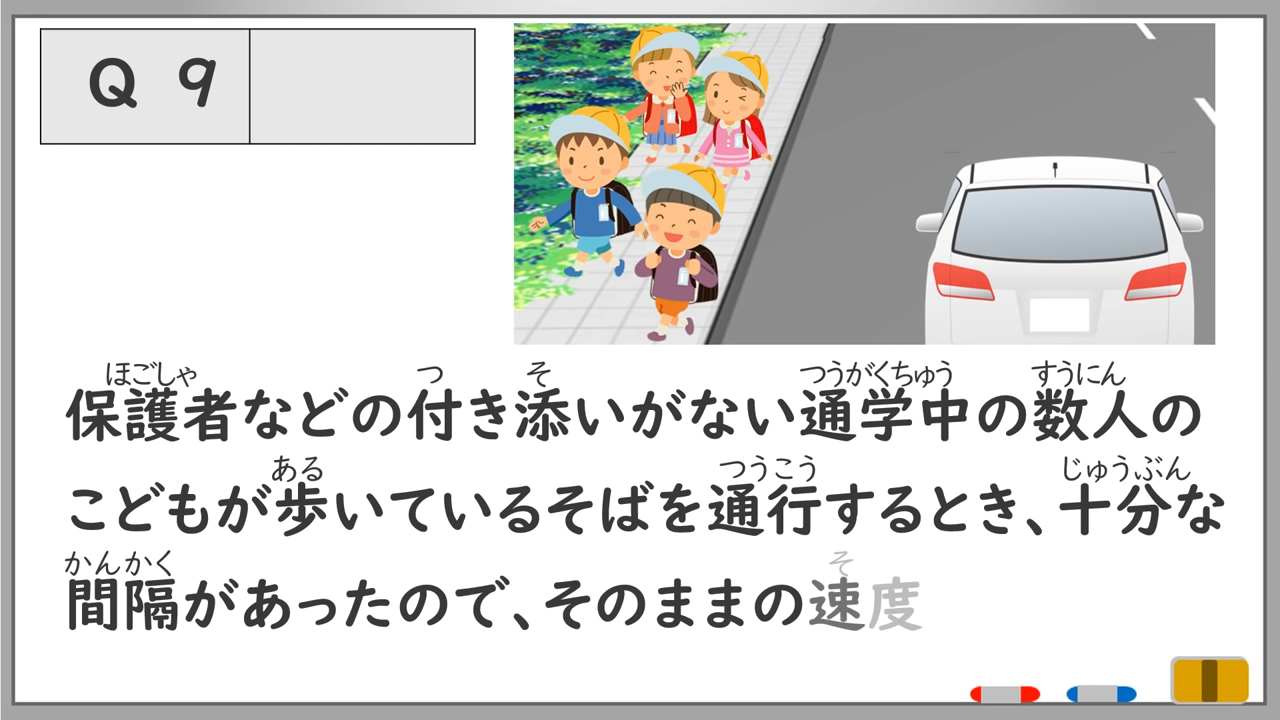 Q 9
保護者などの付き添いがない通学中の数人の
こどもが歩いているそばを通行するとき、十分な
間隔があったので、そのままの速度